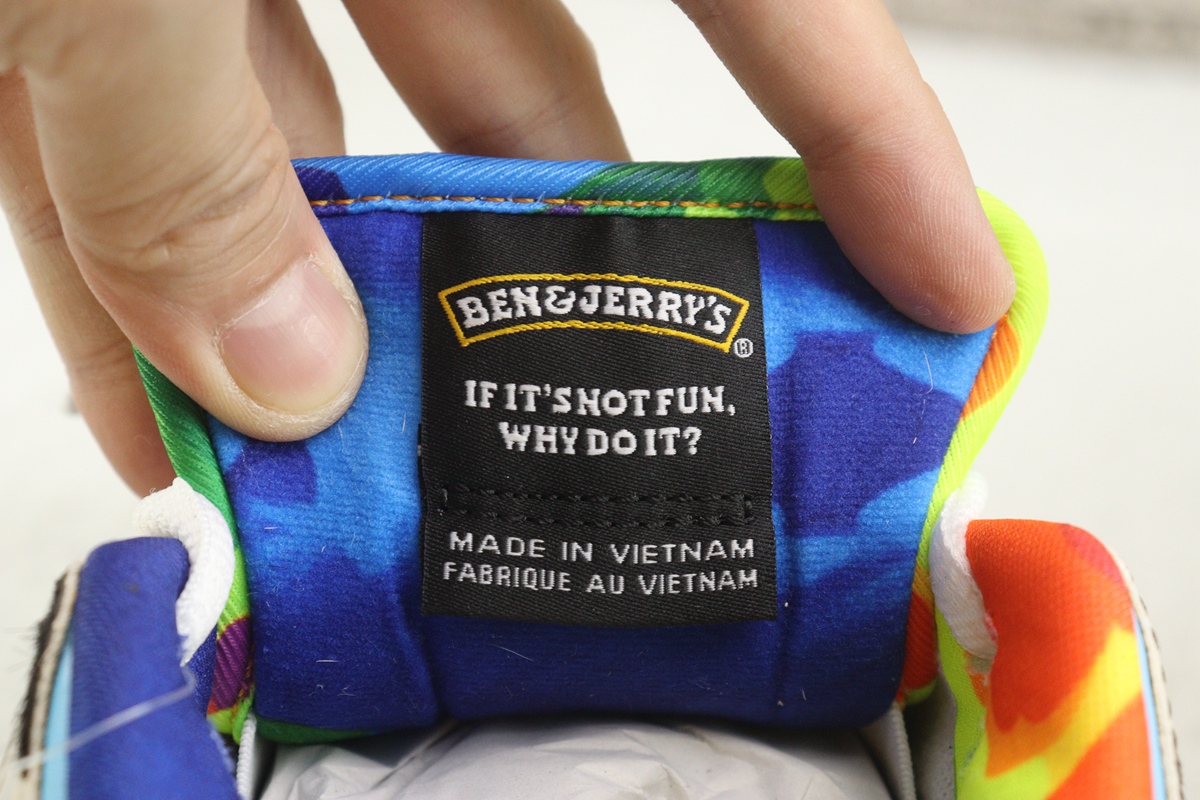 BEN&JERRY'S
®
IF IT'S NOT FUN,
WHY DO IT?
MADE IN VIETNAM
FABRIQUE AU VIETNAM